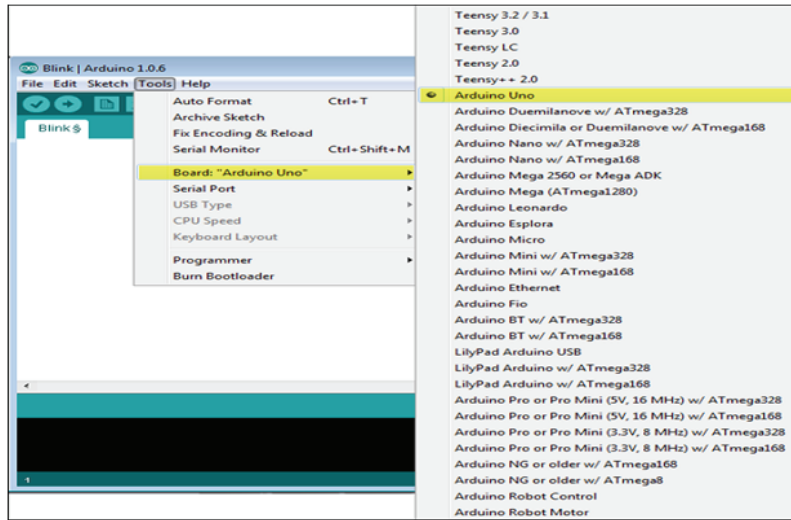 Blink | Arduino 1.0.6
File Edit Sketch Tools Help
Blink §
Auto Format Ctrl+T
Archive Sketch
Fix Encoding & Reload
Serial Monitor Ctrl+Shift+M
Board: "Arduino Uno"
Serial Port
USB Type
CPU Speed
Keyboard Layout
Programmer
Burn Bootloader
1
Teensy 3.2 / 3.1
Teensy 3.0
Teensy LC
Teensy 2.0
Teensy++ 2.0
Arduino Uno
Arduino Duemilanove w/ ATmega328
Arduino Diecimila or Duemilanove w/ ATmega168
Arduino Nano w/ ATmega328
Arduino Nano w/ ATmega168
Arduino Mega 2560 or Mega ADK
Arduino Mega (ATmega1280)
Arduino Leonardo
Arduino Esplora
Arduino Micro
Arduino Mini w/ ATmega328
Arduino Mini w/ ATmega168
Arduino Ethernet
Arduino Fio
Arduino BT w/ ATmega328
Arduino BT w/ ATmega168
LilyPad Arduino USB
LilyPad Arduino w/ ATmega328
LilyPad Arduino w/ ATmega168
Arduino Pro or Pro Mini (5V, 16 MHz) w/ ATmega328
Arduino Pro or Pro Mini (5V, 16 MHz) w/ ATmega168
Arduino Pro or Pro Mini (3.3V, 8 MHz) w/ ATmega328
Arduino Pro or Pro Mini (3.3V, 8 MHz) w/ ATmega168
Arduino NG or older w/ ATmega168
Arduino NG or older w/ ATmega8
Arduino Robot Control
Arduino Robot Motor